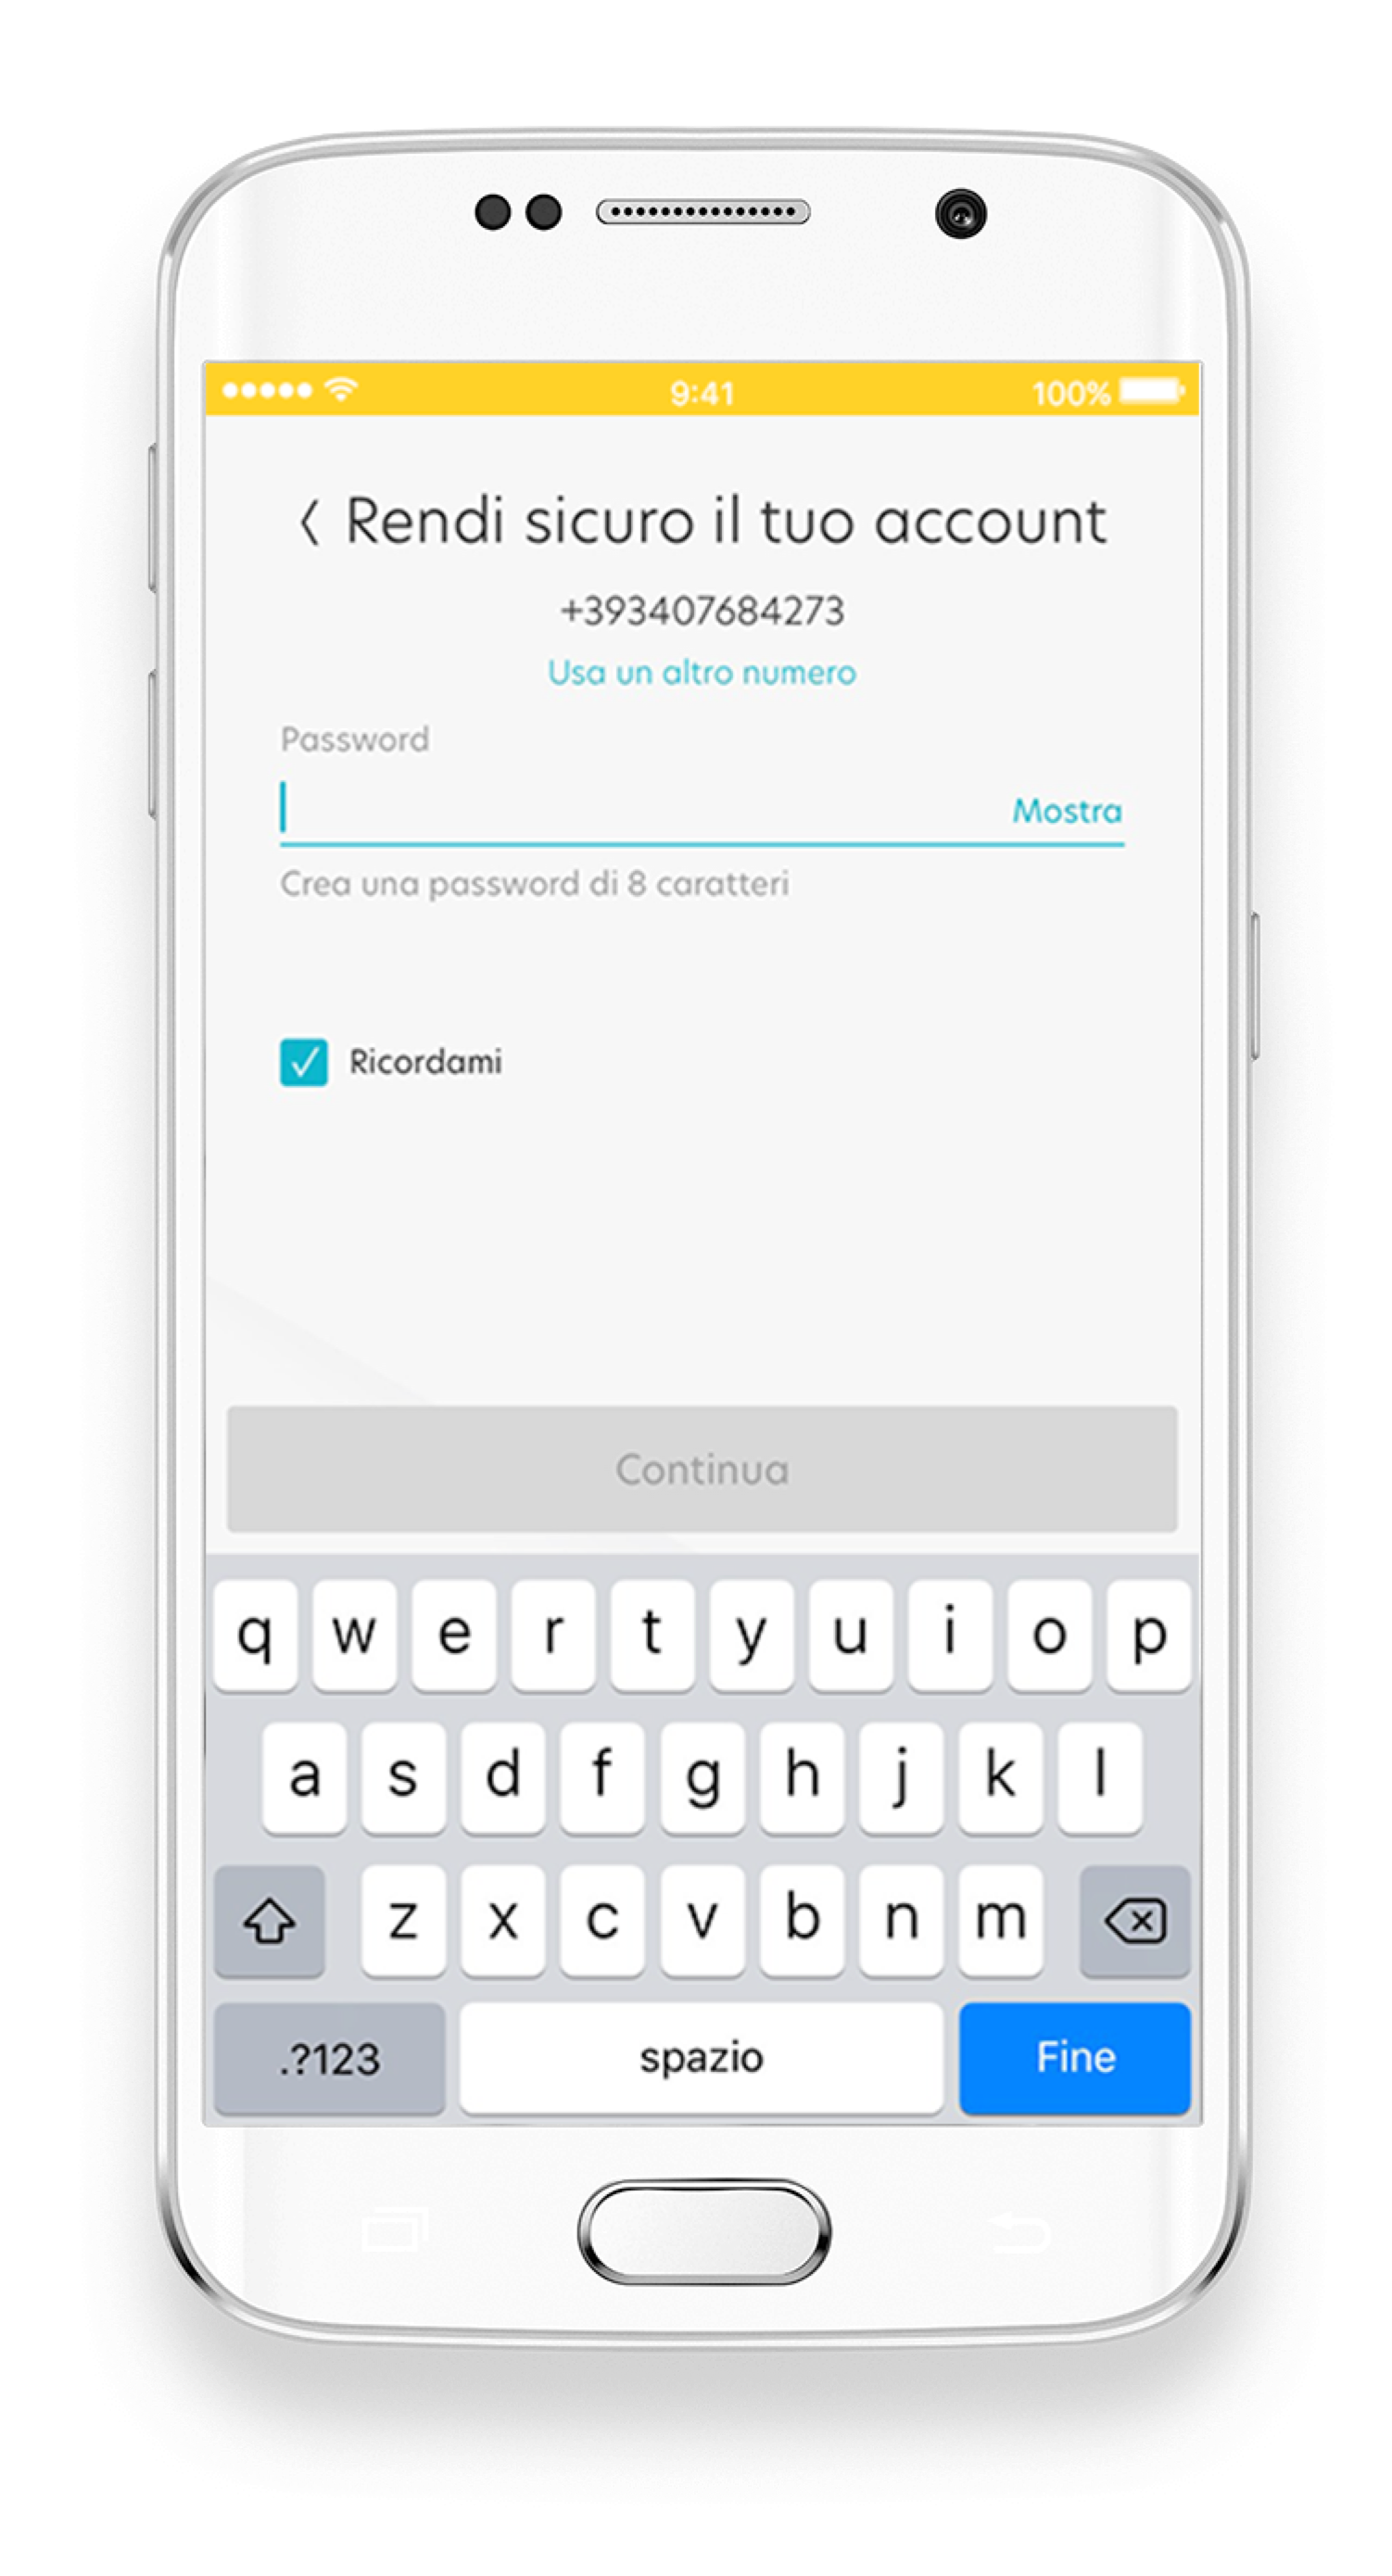 9:41 100%
Rendi sicuro il tuo account
+393407684273
Usa un altro numero
Password
Mostra
Crea una password di 8 caratteri
Ricordami
Continua
q w e r t y u i o p
a s d f g h j k l
z x c v b n m
.?123 spazio Fine